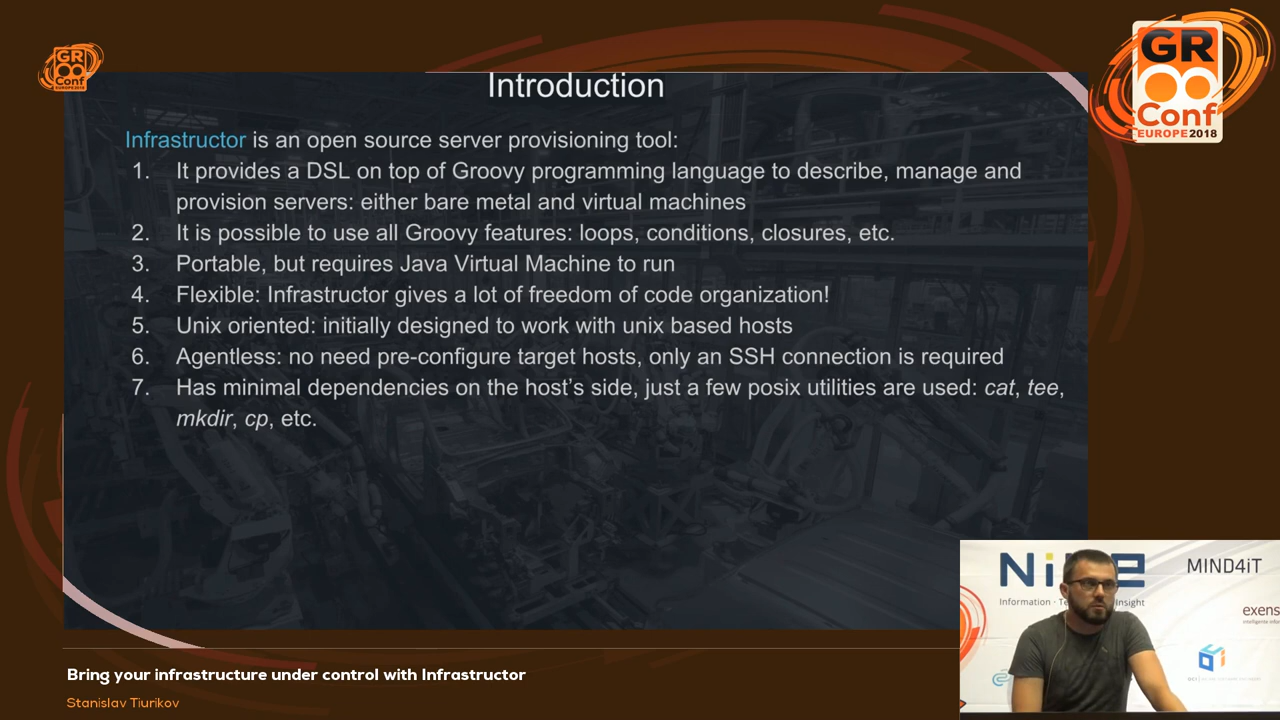 GR
Conf
EUROPE 2018
GR
Conf
EUROPE 2018
Introduction
Infrastructor is an open source server provisioning tool:
1. It provides a DSL on top of Groovy programming language to describe, manage and
provision servers: either bare metal and virtual machines
2. It is possible to use all Groovy features: loops, conditions, closures, etc.
3. Portable, but requires Java Virtual Machine to run
4. Flexible: Infrastructor gives a lot of freedom of code organization!
5. Unix oriented: initially designed to work with unix based hosts
6. Agentless: no need pre-configure target hosts, only an SSH connection is required
7. Has minimal dependencies on the host's side, just a few posix utilities are used: cat, tee,
mkdir, cp, etc.
MIND4iT
Information
exens
Bring your infrastructure under control with Infrastructor
Stanislav Tiurikov